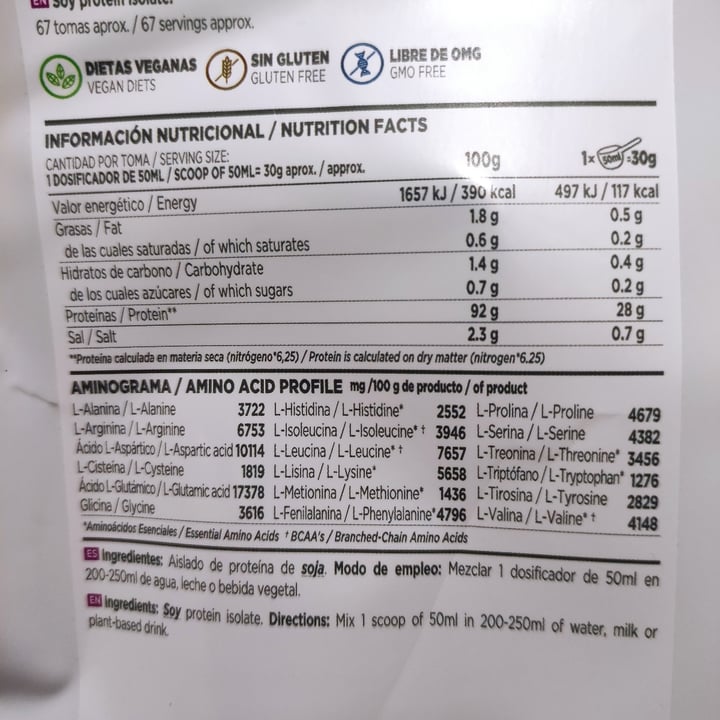 EN Soy protein isolate.
67 tomas aprox. / 67 servings approx.
DIETAS VEGANAS
VEGAN DIETS
SIN GLUTEN
GLUTEN FREE
LIBRE DE OMG
GMO FREE
INFORMACIÓN NUTRICIONAL / NUTRITION FACTS
CANTIDAD POR TOMA / SERVING SIZE:
1 DOSIFICADOR DE 50ML / SCOOP OF 50ML= 30g aprox. / approx. 100g 1x 50ml =30g
Valor energético / Energy 1657 kJ / 390 kcal 497 kJ / 117 kcal
Grasas / Fat 1.8 g 0.5 g
de las cuales saturadas / of which saturates 0.6 g 0.2 g
Hidratos de carbono / Carbohydrate 1.4 g 0.4 g
de los cuales azúcares / of which sugars 0.7 g 0.2 g
Proteínas / Protein** 92 g 28 g
Sal / Salt 2.3 g 0.7 g
**Proteína calculada en materia seca (nitrógeno*6,25) / Protein is calculated on dry matter (nitrogen*6.25)
AMINOGRAMA / AMINO ACID PROFILE mg /100 g de producto / of product
L-Alanina / L-Alanine 3722 L-Histidina / L-Histidine* 2552 L-Prolina / L-Proline 4679
L-Arginina / L-Arginine 6753 L-Isoleucina / L-Isoleucine* † 3946 L-Serina / L-Serine 4382
Ácido L-Aspártico / L-Aspartic acid 10114 L-Leucina / L-Leucine* † 7657 L-Treonina / L-Threonine* 3456
L-Cisteína / L-Cysteine 1819 L-Lisina / L-Lysine* 5658 L-Triptófano / L-Tryptophan* 1276
Ácido L-Glutámico / L-Glutamic acid 17378 L-Metionina / L-Methionine* 1436 L-Tirosina / L-Tyrosine 2829
Glicina / Glycine 3616 L-Fenilalanina / L-Phenylalanine* 4796 L-Valina / L-Valine* † 4148
*Aminoácidos Esenciales / Essential Amino Acids † BCAA's / Branched-Chain Amino Acids
ES Ingredientes: Aislado de proteína de soja. Modo de empleo: Mezclar 1 dosificador de 50ml en
200-250ml de agua, leche o bebida vegetal.
EN Ingredients: Soy protein isolate. Directions: Mix 1 scoop of 50ml in 200-250ml of water, milk or
plant-based drink.